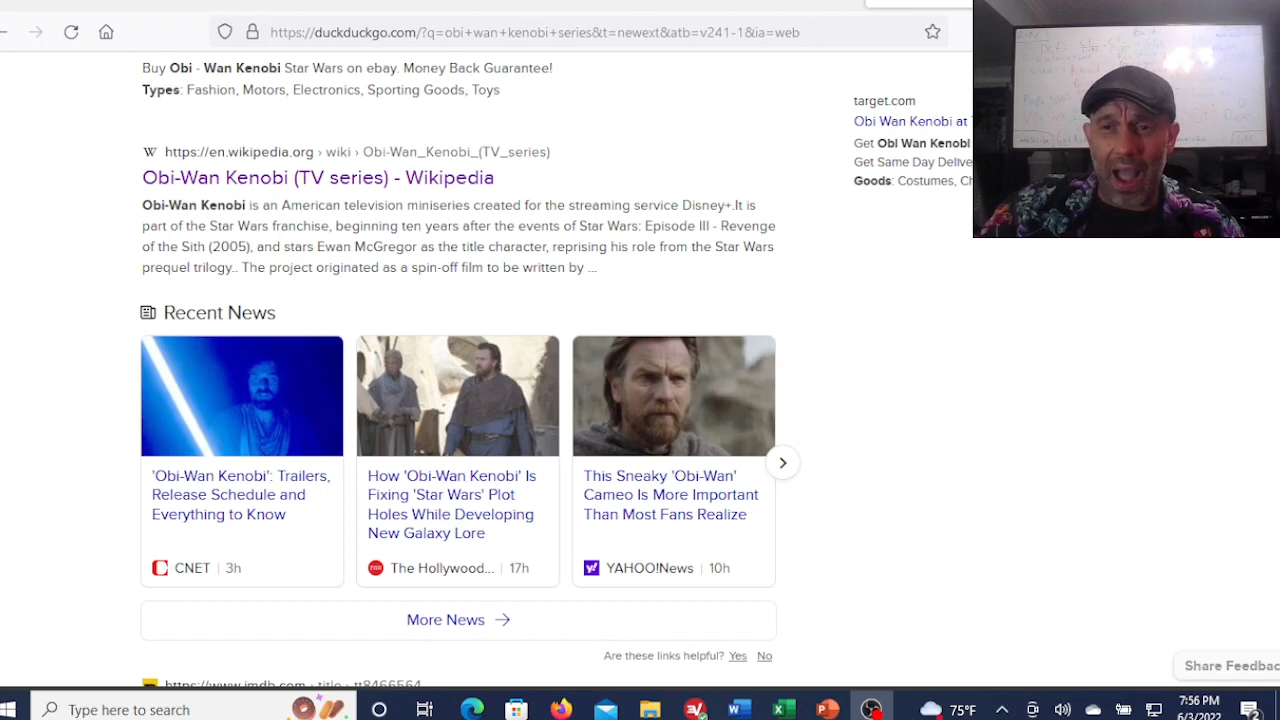 https://duckduckgo.com/?q=obi+wan+kenobi+series&t=newext&atb=v241-1&ia=web
Buy Obi - Wan Kenobi Star Wars on ebay. Money Back Guarantee!
Types: Fashion, Motors, Electronics, Sporting Goods, Toys
target.com
Obi Wan Kenobi at
Get Obi Wan Kenobi
Get Same Day Delive
Goods: Costumes, Ch
W https://en.wikipedia.org › wiki › Obi-Wan_Kenobi_(TV_series)
Obi-Wan Kenobi (TV series) - Wikipedia
Obi-Wan Kenobi is an American television miniseries created for the streaming service Disney+.It is
part of the Star Wars franchise, beginning ten years after the events of Star Wars: Episode III - Revenge
of the Sith (2005), and stars Ewan McGregor as the title character, reprising his role from the Star Wars
prequel trilogy.. The project originated as a spin-off film to be written by ...
Recent News
'Obi-Wan Kenobi': Trailers,
Release Schedule and
Everything to Know
CNET | 3h
How 'Obi-Wan Kenobi' Is
Fixing 'Star Wars' Plot
Holes While Developing
New Galaxy Lore
The Hollywood... | 17h
This Sneaky 'Obi-Wan'
Cameo Is More Important
Than Most Fans Realize
YAHOO!News | 10h
More News
Are these links helpful? Yes No
Share Feedbac
https://www.imdb.com › title › tt8466564
Type here to search
75°F
7:56 PM
6/3/2022
2